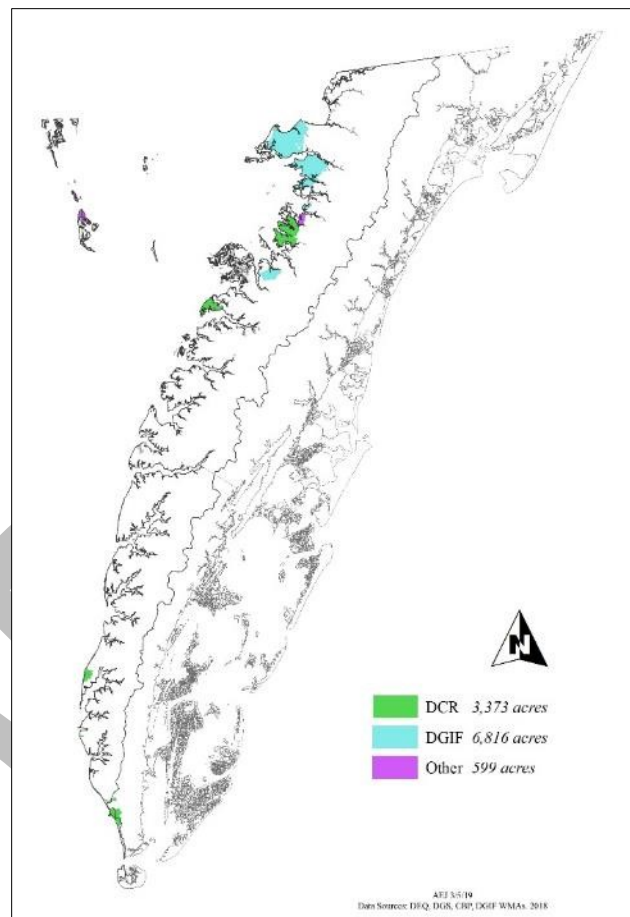 N
DCR 3,373 acres
DGIF 6,816 acres
Other 599 acres
AEJ 3/5/19
Data Sources: DEQ, DGS, CBP, DGIF WMAs. 2018